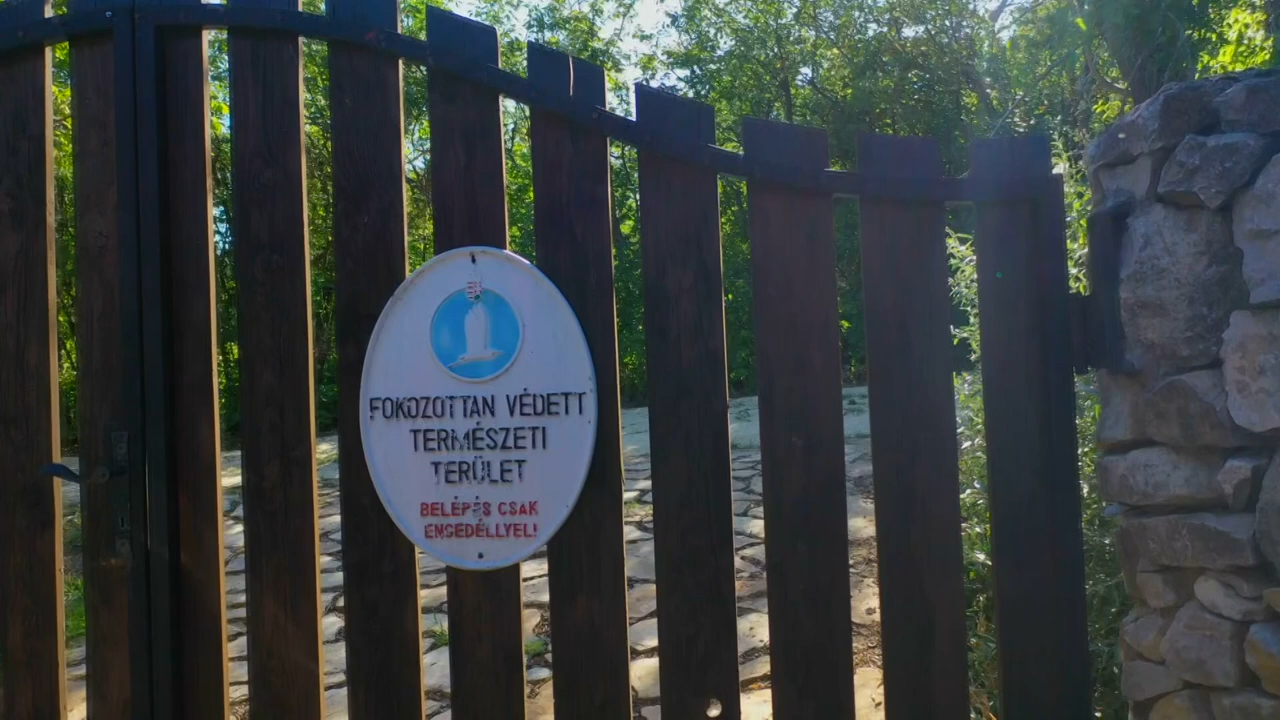 FOKOZOTTAN VÉDETT
TERMÉSZETI
TERÜLET
BELÉPÉS CSAK
ENGEDÉLLYEL!